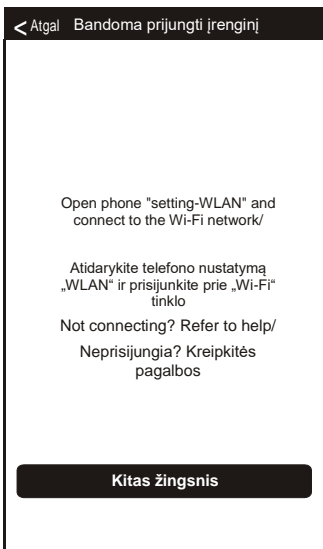 < Atgal Bandoma prijungti įrenginį
Open phone "setting-WLAN" and
connect to the Wi-Fi network/
Atidarykite telefono nustatymą
„WLAN“ ir prisijunkite prie „Wi-Fi“
tinklo
Not connecting? Refer to help/
Neprisijungia? Kreipkitės
pagalbos
Kitas žingsnis